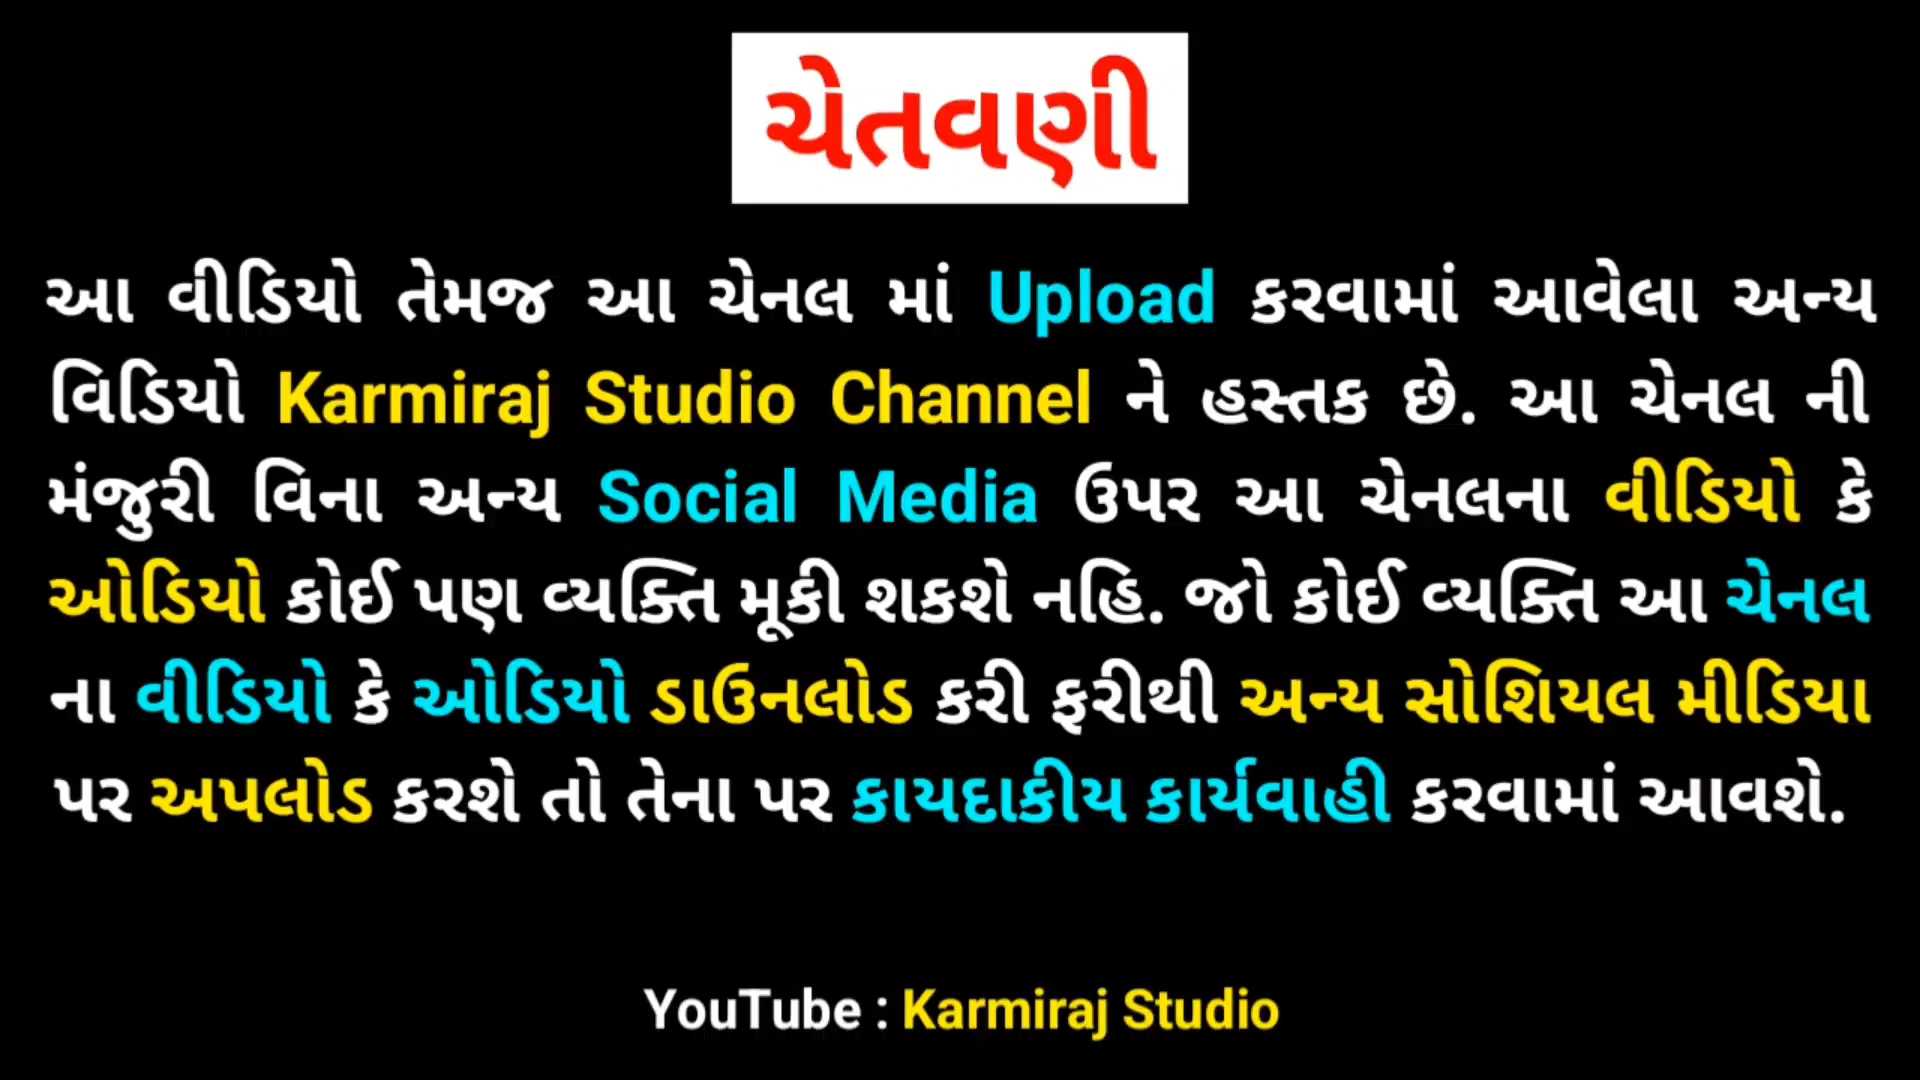 ચેતવણી
આ વીડિયો તેમજ આ ચેનલ માં Upload કરવામાં આવેલા અન્ય
વિડિયો Karmiraj Studio Channel ને હસ્તક છે. આ ચેનલ ની
મંજુરી વિના અન્ય Social Media ઉપર આ ચેનલના વીડિયો કે
ઓડિયો કોઈ પણ વ્યક્તિ મૂકી શકશે નહિ. જો કોઈ વ્યક્તિ આ ચેનલ
ના વીડિયો કે ઓડિયો ડાઉનલોડ કરી ફરીથી અન્ય સોશિયલ મીડિયા
પર અપલોડ કરશે તો તેના પર કાયદાકીય કાર્યવાહી કરવામાં આવશે.
YouTube : Karmiraj Studio